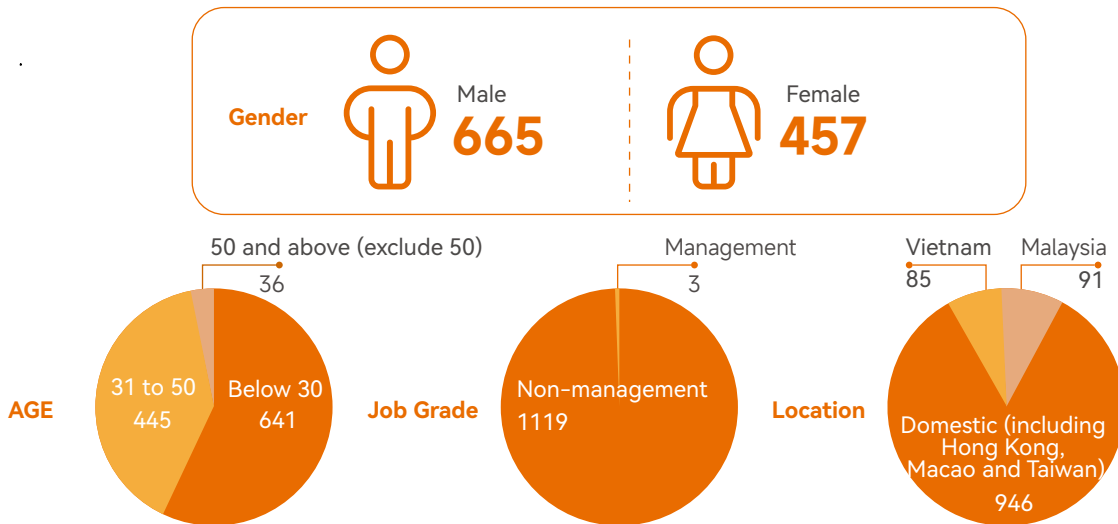 .
Gender
Male
665
Female
457
50 and above (exclude 50)
36
31 to 50
445
Below 30
641
AGE
Management
3
Non-management
1119
Job Grade
Vietnam
85
Malaysia
91
Location
Domestic (including
Hong Kong,
Macao and Taiwan)
946